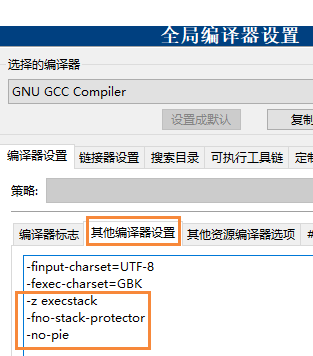 全局编译器设置
选择的编译器
GNU GCC Compiler
设置成默认 复制
编译器设置 链接器设置 搜索目录 可执行工具链 定制
策略:
编译器标志 其他编译器设置 其他资源编译器选项 #
-finput-charset=UTF-8
-fexec-charset=GBK
-z execstack
-fno-stack-protector
-no-pie